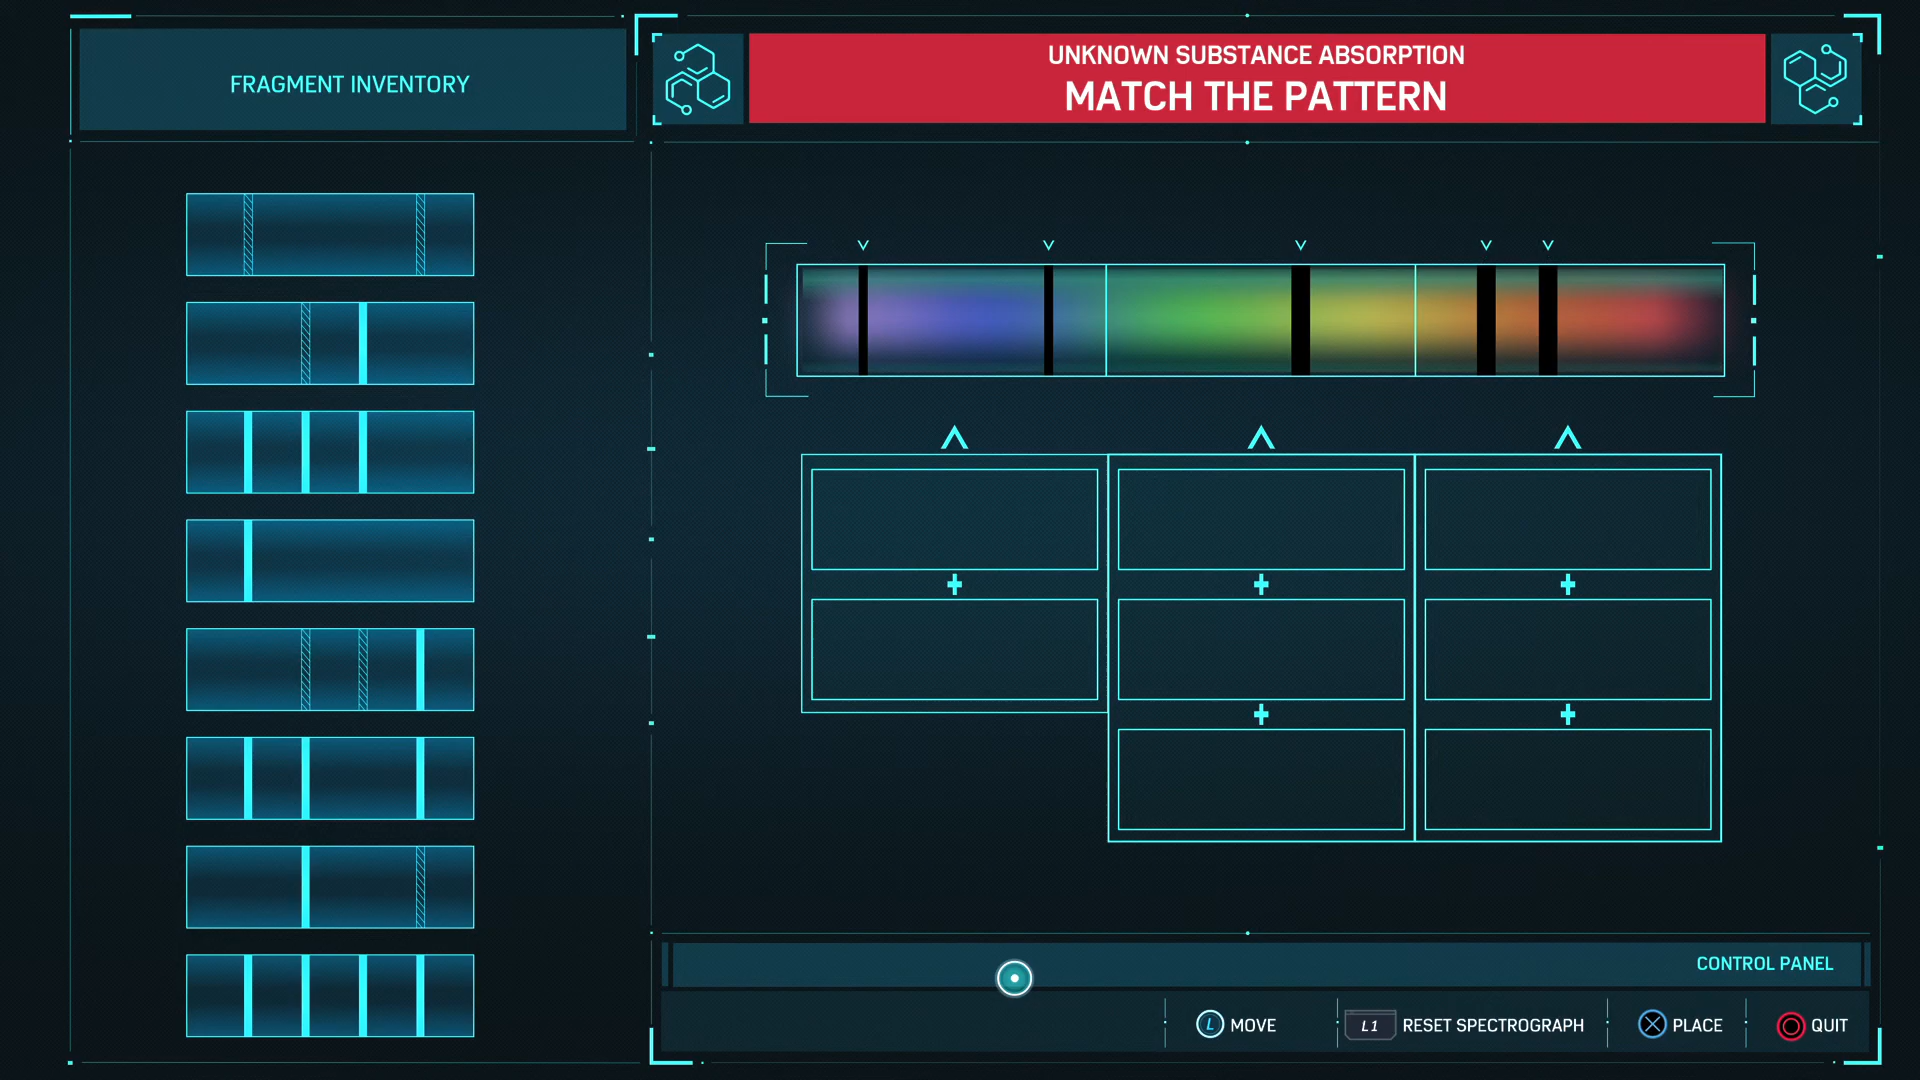 FRAGMENT INVENTORY
UNKNOWN SUBSTANCE ABSORPTION
MATCH THE PATTERN
CONTROL PANEL
L MOVE
L1 RESET SPECTROGRAPH
PLACE
QUIT